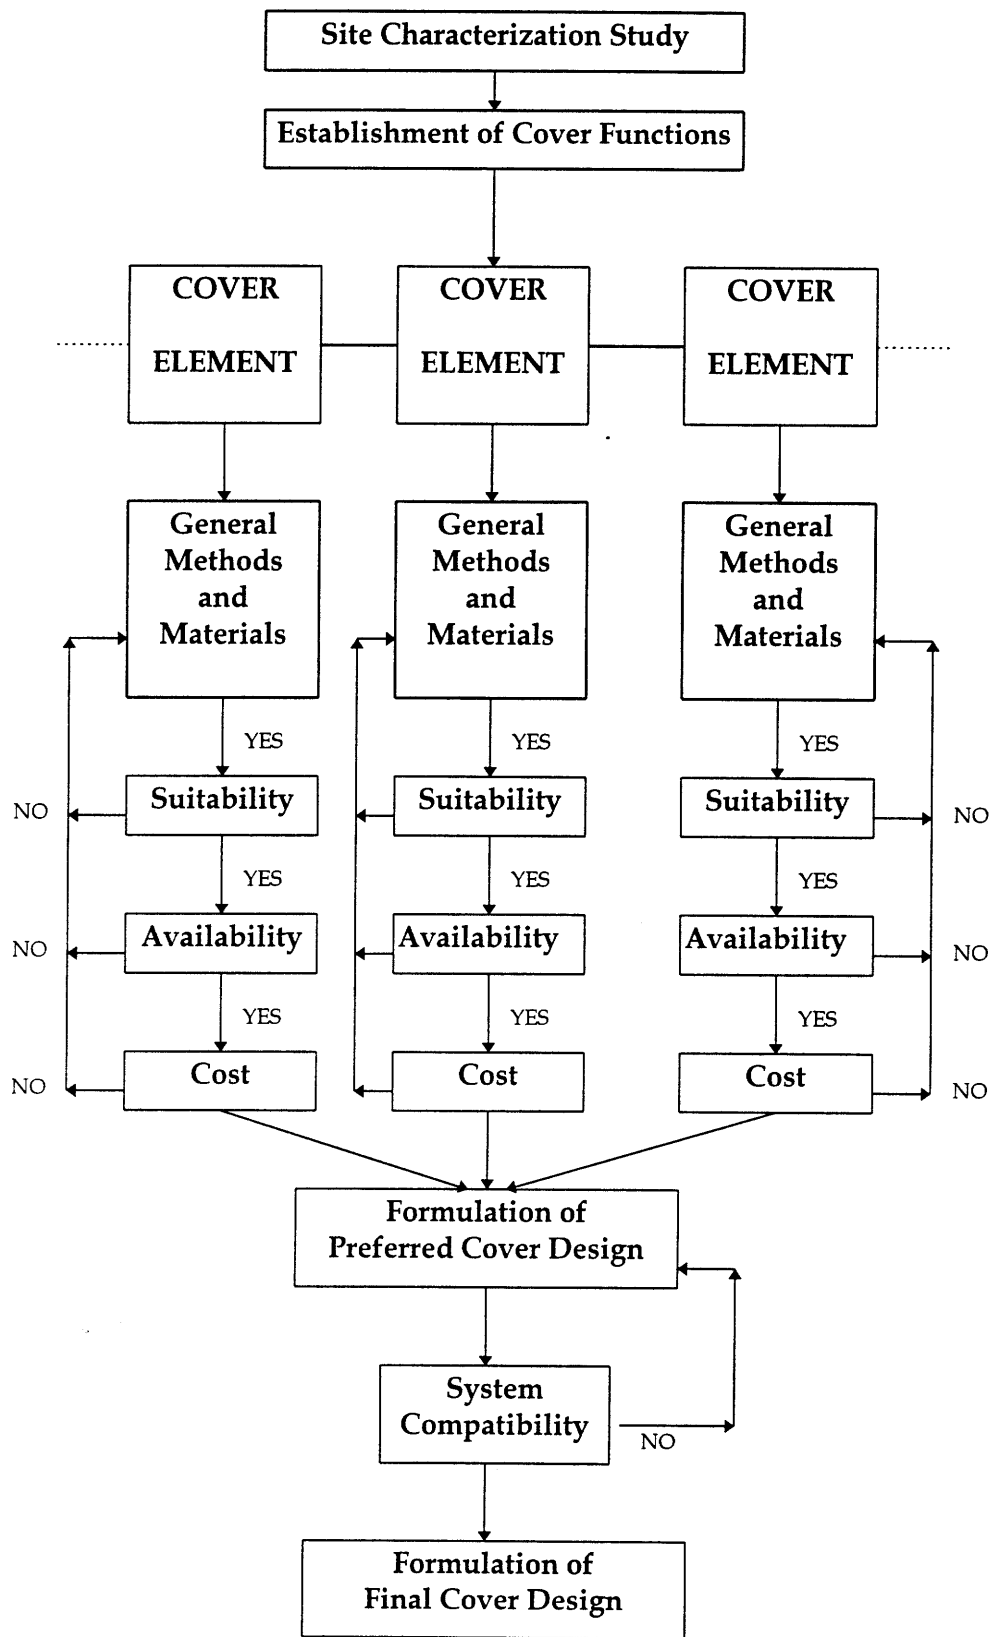 Site Characterization Study
Establishment of Cover Functions
COVER
ELEMENT
COVER
ELEMENT
COVER
ELEMENT
General
Methods
and
Materials
General
Methods
and
Materials
General
Methods
and
Materials
YES
YES
YES
NO
Suitability
Suitability
Suitability
NO
YES
YES
YES
NO
Availability
Availability
Availability
NO
YES
YES
YES
NO
Cost
Cost
Cost
NO
Formulation of
Preferred Cover Design
System
Compatibility
NO
Formulation of
Final Cover Design